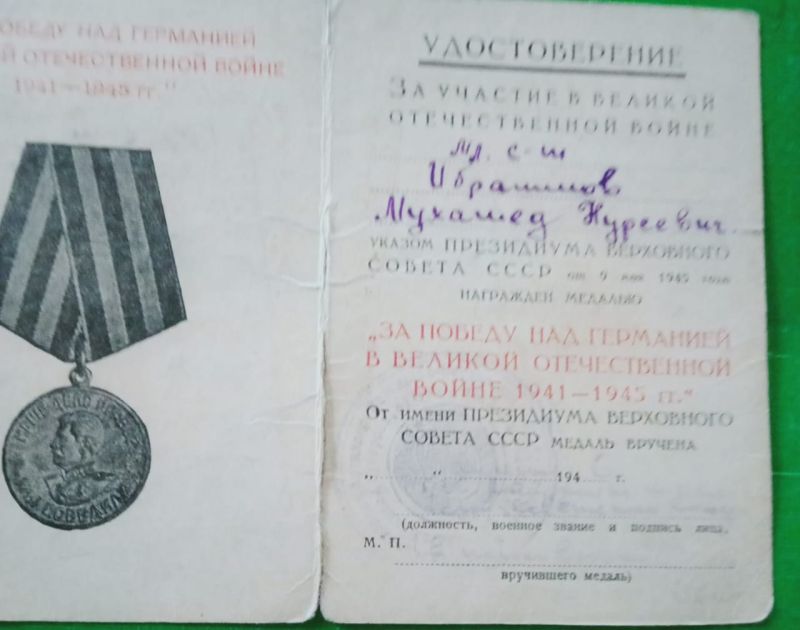 ПОБЕДУ НАД ГЕРМАНИЕЙ
Й ОТЕЧЕСТВЕННОЙ ВОЙНЕ
1941—1945 гг."
УДОСТОВЕРЕНИЕ
ЗА УЧАСТИЕ В ВЕЛИКОЙ
ОТЕЧЕСТВЕННОЙ ВОЙНЕ
мл. с-ш
Ибрагимов
Мухамед Нуреевич
УКАЗОМ ПРЕЗИДИУМА ВЕРХОВНОГО
СОВЕТА СССР от 9 мая 1945 года
НАГРАЖДЕН МЕДАЛЬЮ
„ЗА ПОБЕДУ НАД ГЕРМАНИЕЙ
В ВЕЛИКОЙ ОТЕЧЕСТВЕННОЙ
ВОЙНЕ 1941—1945 гг."
От имени ПРЕЗИДИУМА ВЕРХОВНОГО
СОВЕТА СССР МЕДАЛЬ ВРУЧЕНА
„ “ 194 г.
(должность, военное звание и подпись лица,
М. П.
вручившего медаль)